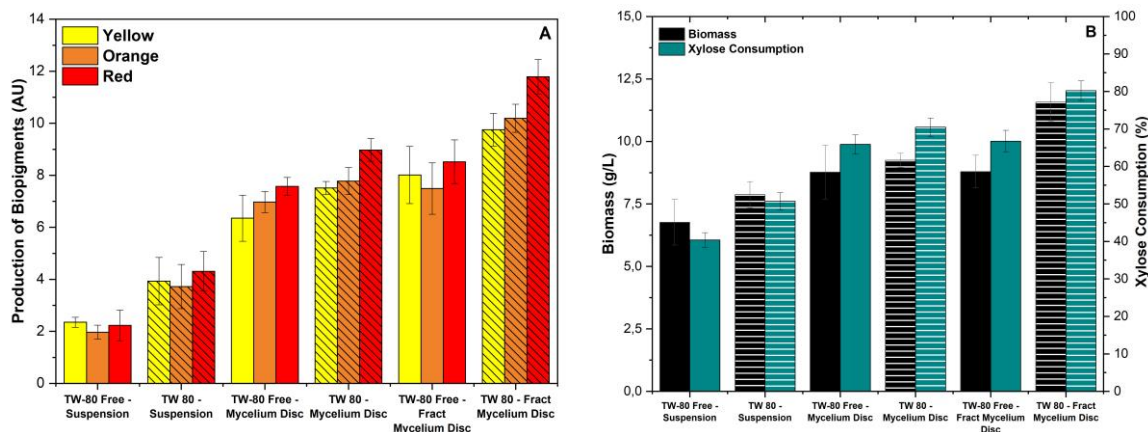 14
12
10
8
6
4
2
0
Production of Biopigments (AU)
Yellow
Orange
Red
A
TW-80 Free -
Suspension
TW 80 -
Suspension
TW-80 Free -
Mycelium Disc
TW 80 -
Mycelium Disc
TW-80 Free -
Fract
Mycelium Disc
TW 80 - Fract
Mycelium Disc
15,0
12,5
10,0
7,5
5,0
2,5
0,0
Biomass (g/L)
Biomass
Xylose Consumption
B
100
90
80
70
60
50
40
30
20
10
0
Xylose Consumption (%)
TW-80 Free -
Suspension
TW 80 -
Suspension
TW-80 Free -
Mycelium Disc
TW 80 -
Mycelium Disc
TW-80 Free -
Fract Mycelium
Disc
TW 80 - Fract
Mycelium Disc